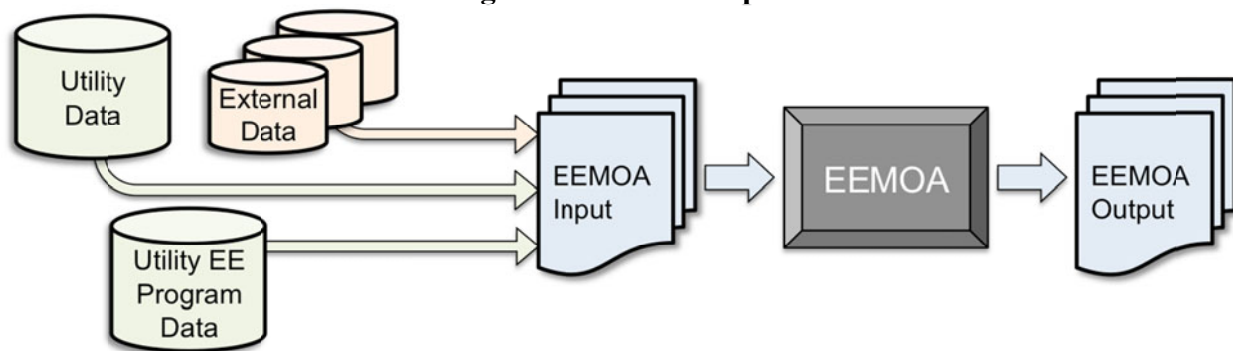 Utility
Data
External
Data
Utility EE
Program
Data
EEMOA
Input
EEMOA
EEMOA
Output